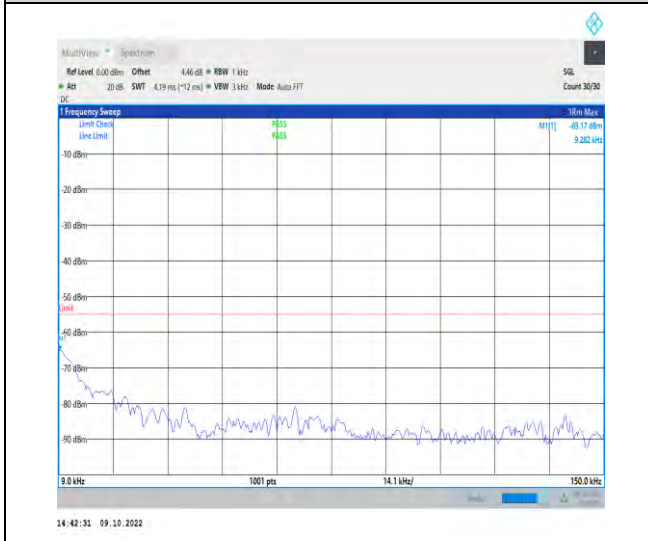 MultiView Spectrum
Ref Level 0.00 dBm Offset 4.46 dB RBW 1 kHz SGL
Att 20 dB SWT 4.19 ms (~12 ms) VBW 3 kHz Mode Auto FFT Count 30/30
DC
1 Frequency Sweep 1Rm Max
Limit Check PASS M1[1] -65.17 dBm
Line Limit PASS 9.282 kHz
-10 dBm
-20 dBm
-30 dBm
-40 dBm
-50 dBm
Limit
-60 dBm
M1
-70 dBm
-80 dBm
-90 dBm
9.0 kHz 1001 pts 14.1 kHz/ 150.0 kHz
14:42:31 09.10.2022